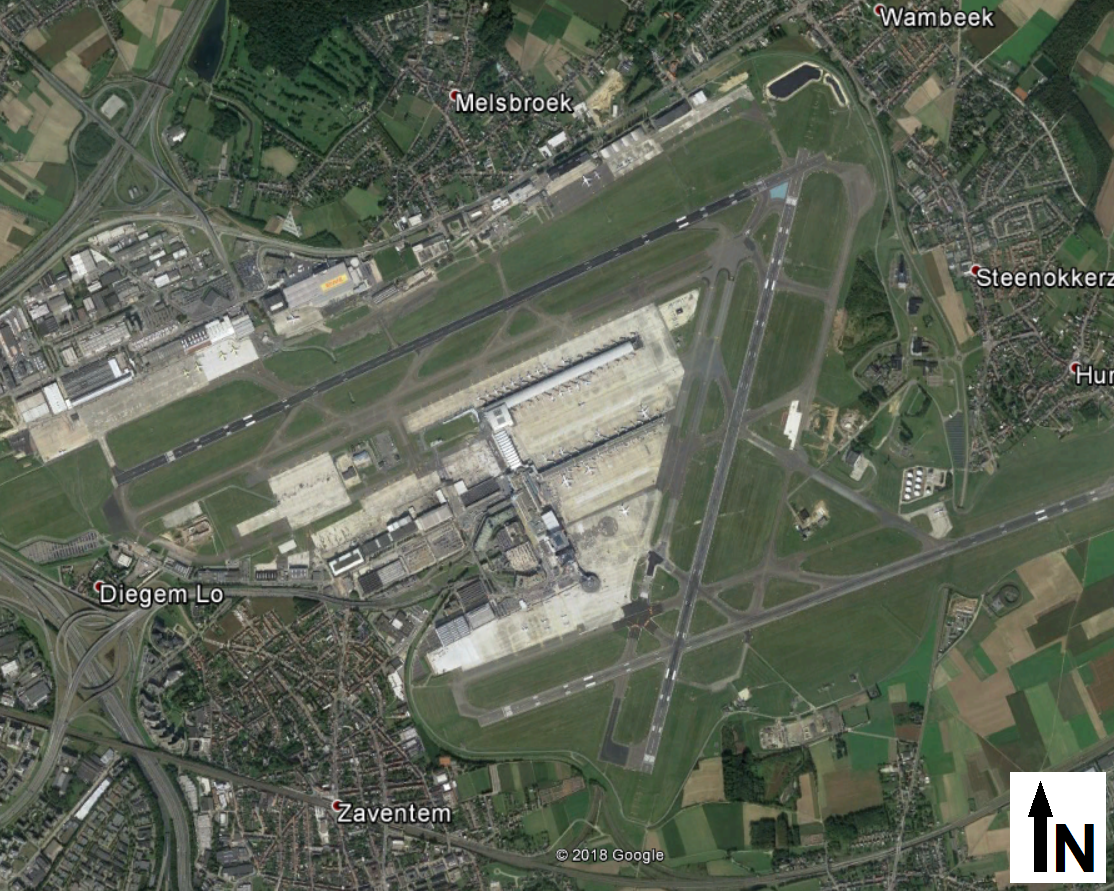 Wambeek
Melsbroek
Steenokkerz
Hur
Diegem Lo
Zaventem
© 2018 Google
N